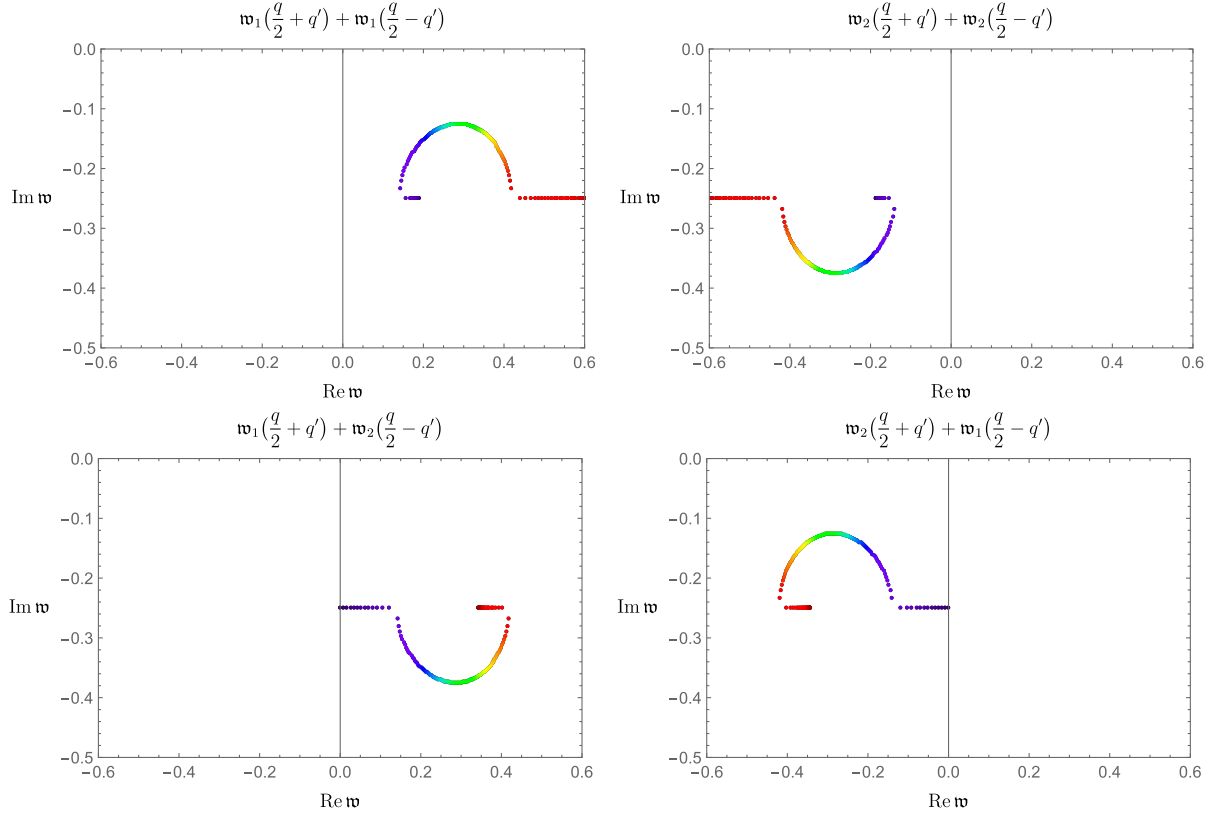 𝔴₁(q/2 + q′) + 𝔴₁(q/2 − q′)
0.0
−0.1
−0.2
Im 𝔴
−0.3
−0.4
−0.5
−0.6 −0.4 −0.2 0.0 0.2 0.4 0.6
Re 𝔴
𝔴₂(q/2 + q′) + 𝔴₂(q/2 − q′)
0.0
−0.1
−0.2
Im 𝔴
−0.3
−0.4
−0.5
−0.6 −0.4 −0.2 0.0 0.2 0.4 0.6
Re 𝔴
𝔴₁(q/2 + q′) + 𝔴₂(q/2 − q′)
0.0
−0.1
−0.2
Im 𝔴
−0.3
−0.4
−0.5
−0.6 −0.4 −0.2 0.0 0.2 0.4 0.6
Re 𝔴
𝔴₂(q/2 + q′) + 𝔴₁(q/2 − q′)
0.0
−0.1
−0.2
Im 𝔴
−0.3
−0.4
−0.5
−0.6 −0.4 −0.2 0.0 0.2 0.4 0.6
Re 𝔴